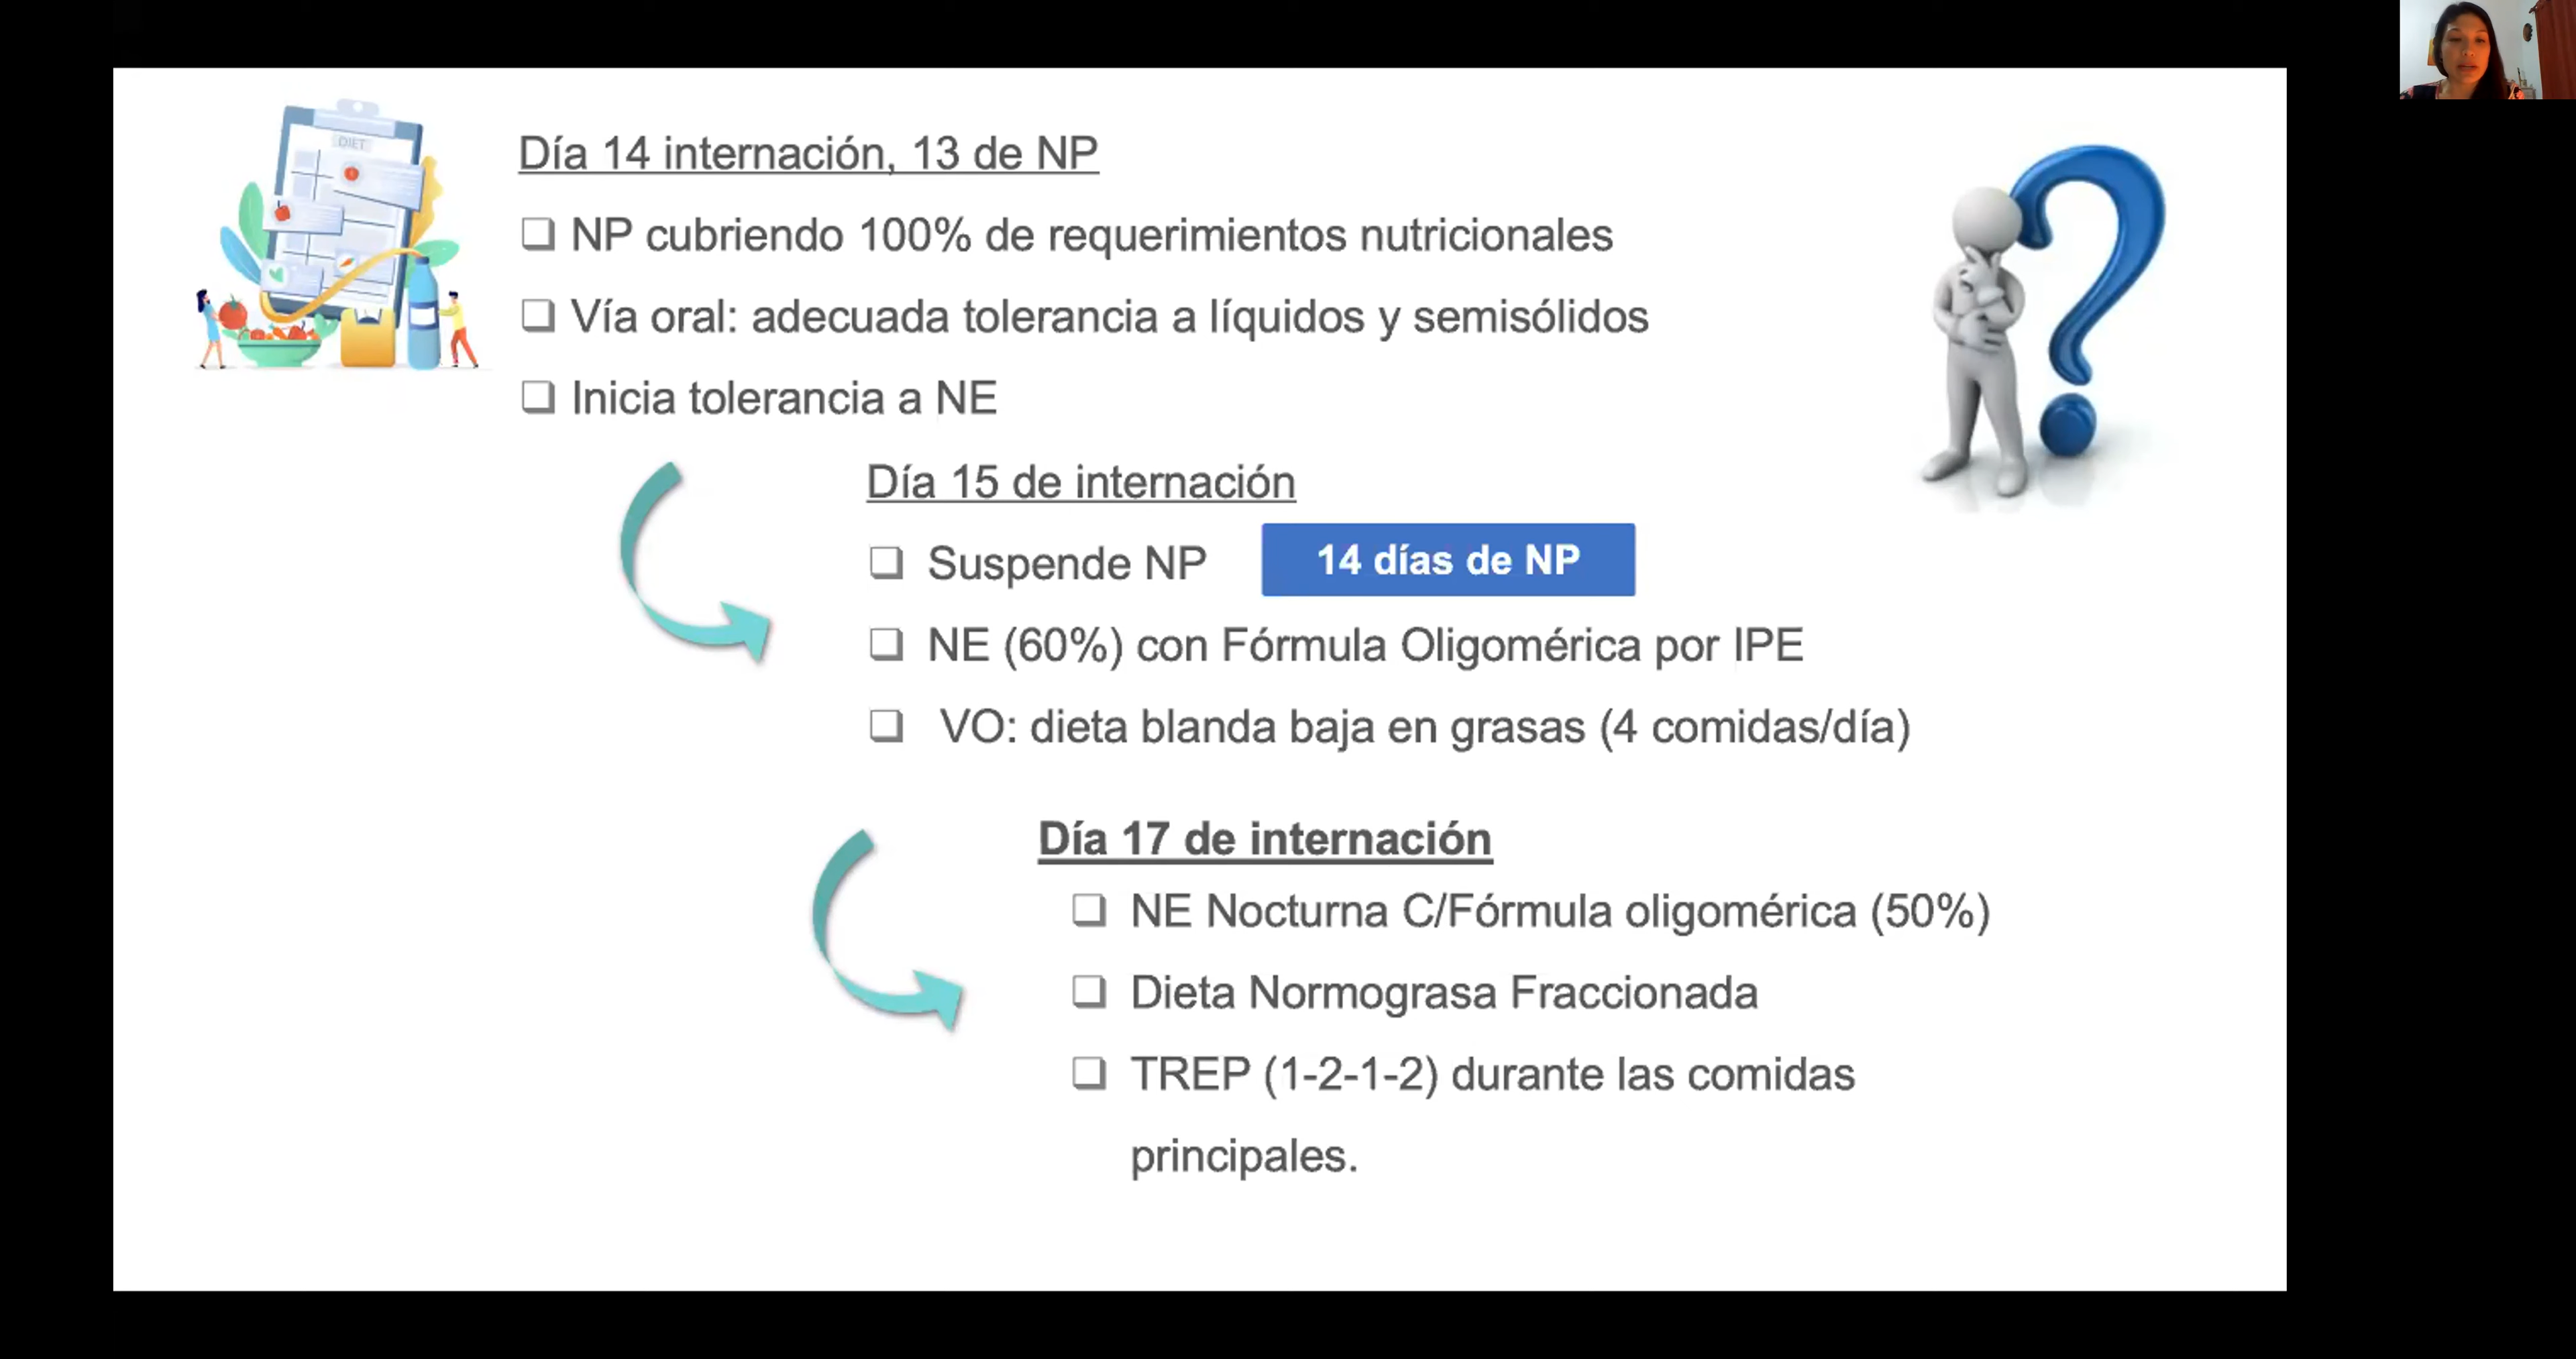 DIET
Día 14 internación, 13 de NP
❑ NP cubriendo 100% de requerimientos nutricionales
❑ Vía oral: adecuada tolerancia a líquidos y semisólidos
❑ Inicia tolerancia a NE
Día 15 de internación
❑ Suspende NP
14 días de NP
❑ NE (60%) con Fórmula Oligomérica por IPE
❑ VO: dieta blanda baja en grasas (4 comidas/día)
Día 17 de internación
❑ NE Nocturna C/Fórmula oligomérica (50%)
❑ Dieta Normograsa Fraccionada
❑ TREP (1-2-1-2) durante las comidas
principales.